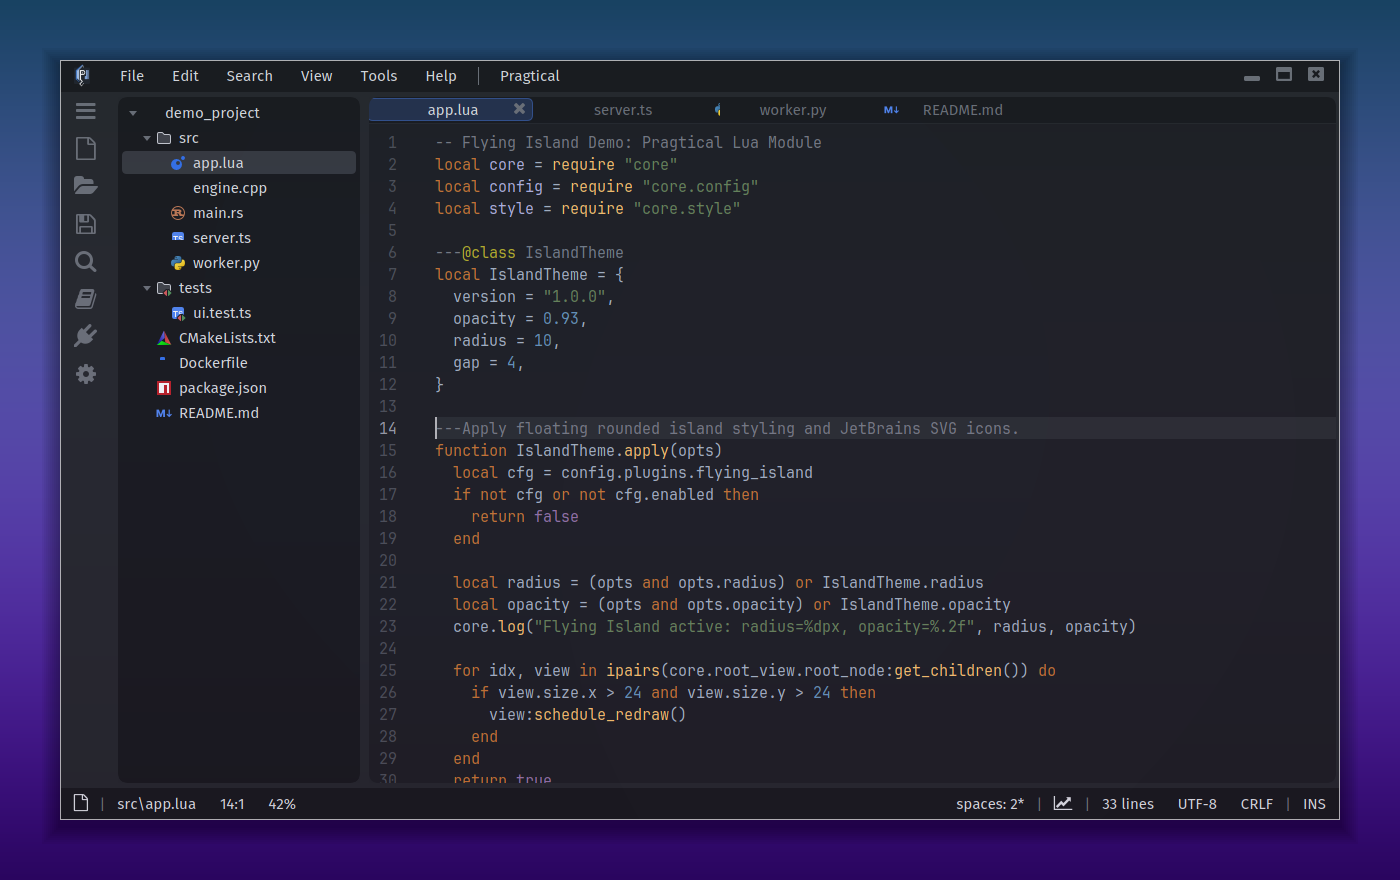 File Edit Search View Tools Help | Pragtical
demo_project
src
app.lua
engine.cpp
main.rs
server.ts
worker.py
tests
ui.test.ts
CMakeLists.txt
Dockerfile
package.json
README.md
app.lua server.ts worker.py README.md
1 -- Flying Island Demo: Pragtical Lua Module
2 local core = require "core"
3 local config = require "core.config"
4 local style = require "core.style"
5
6 ---@class IslandTheme
7 local IslandTheme = {
8   version = "1.0.0",
9   opacity = 0.93,
10   radius = 10,
11   gap = 4,
12 }
13
14 ---Apply floating rounded island styling and JetBrains SVG icons.
15 function IslandTheme.apply(opts)
16   local cfg = config.plugins.flying_island
17   if not cfg or not cfg.enabled then
18     return false
19   end
20
21   local radius = (opts and opts.radius) or IslandTheme.radius
22   local opacity = (opts and opts.opacity) or IslandTheme.opacity
23   core.log("Flying Island active: radius=%dpx, opacity=%.2f", radius, opacity)
24
25   for idx, view in ipairs(core.root_view.root_node:get_children()) do
26     if view.size.x > 24 and view.size.y > 24 then
27       view:schedule_redraw()
28     end
29   end
30   return true
src\app.lua 14:1 42% spaces: 2* | 33 lines UTF-8 CRLF | INS